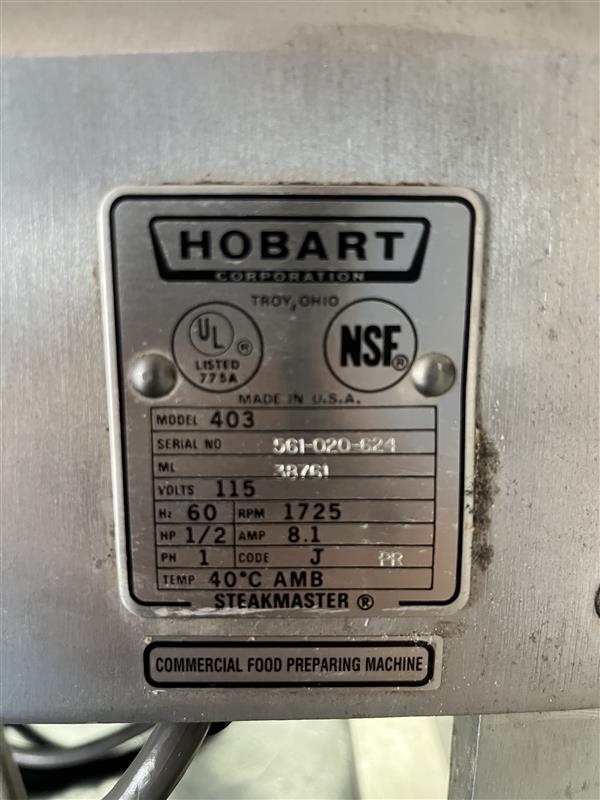 HOBART
CORPORATION
TROY, OHIO
UL ®
LISTED
775A
NSF®
MADE IN U.S.A.
MODEL 403
SERIAL NO 561-020-624
ML 38761
VOLTS 115
Hz 60 RPM 1725
HP 1/2 AMP 8.1
PH 1 CODE J PR
TEMP 40°C AMB
STEAKMASTER ®
COMMERCIAL FOOD PREPARING MACHINE